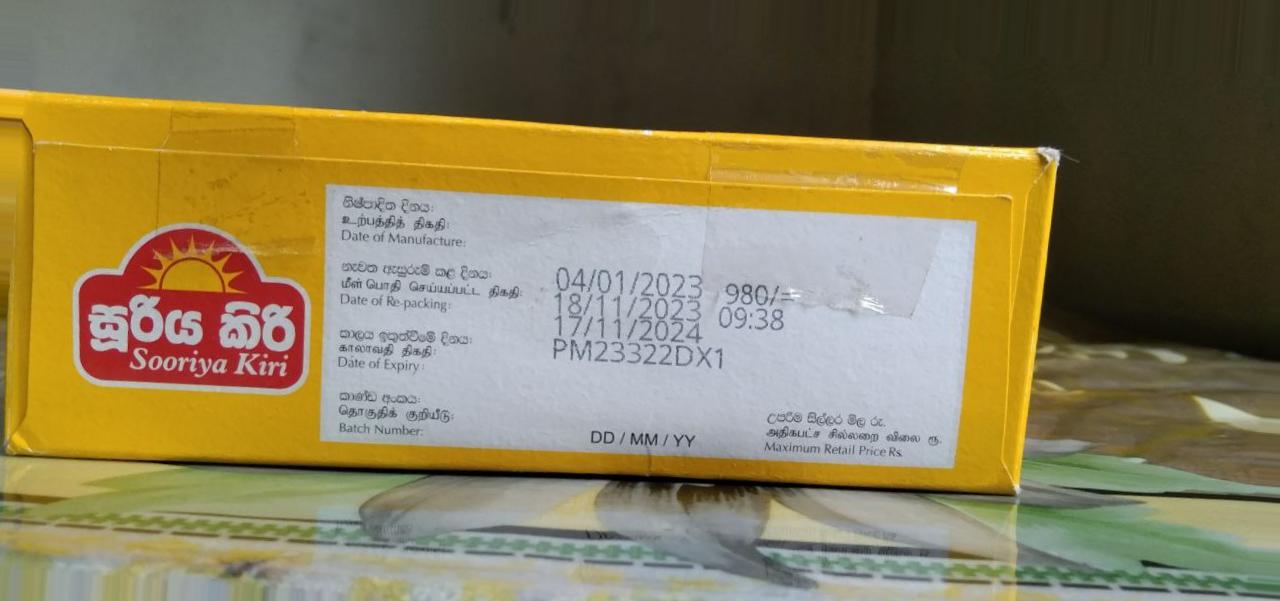 සූරිය කිරි
Sooriya Kiri
නිෂ්පාදිත දිනය:
உற்பத்தித் திகதி:
Date of Manufacture:
නැවත ඇසුරුම් කළ දිනය:
மீள் பொதி செய்யப்பட்ட திகதி:
Date of Re-packing:
කාලය ඉකුත්වීමේ දිනය:
காலாவதி திகதி:
Date of Expiry:
කාණ්ඩ අංකය:
தொகுதிக் குறியீடு:
Batch Number:
04/01/2023 980/=
18/11/2023 09:38
17/11/2024
PM23322DX1
DD / MM / YY
උපරිම සිල්ලර මිල රු.
அதிகபட்ச சில்லறை விலை ரூ.
Maximum Retail Price Rs.